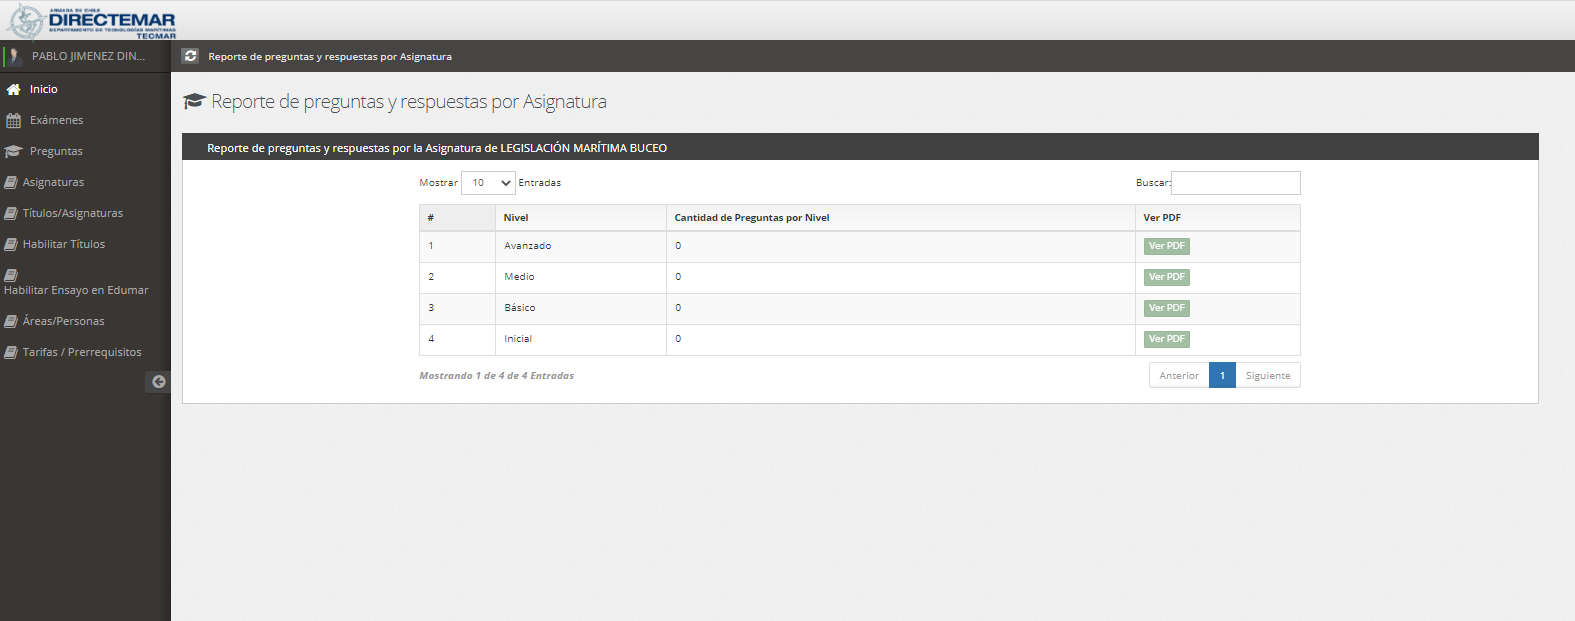 ARMADA DE CHILE
DIRECTEMAR
DEPARTAMENTO DE TECNOLOGÍAS MARÍTIMAS
TECMAR
PABLO JIMENEZ DIN...
Reporte de preguntas y respuestas por Asignatura
Inicio
Exámenes
Preguntas
Asignaturas
Títulos/Asignaturas
Habilitar Títulos
Habilitar Ensayo en Edumar
Áreas/Personas
Tarifas / Prerrequisitos
Reporte de preguntas y respuestas por Asignatura
Reporte de preguntas y respuestas por la Asignatura de LEGISLACIÓN MARÍTIMA BUCEO
Mostrar 10 Entradas Buscar:
# Nivel Cantidad de Preguntas por Nivel Ver PDF
1 Avanzado 0 Ver PDF
2 Medio 0 Ver PDF
3 Básico 0 Ver PDF
4 Inicial 0 Ver PDF
Mostrando 1 de 4 de 4 Entradas Anterior 1 Siguiente